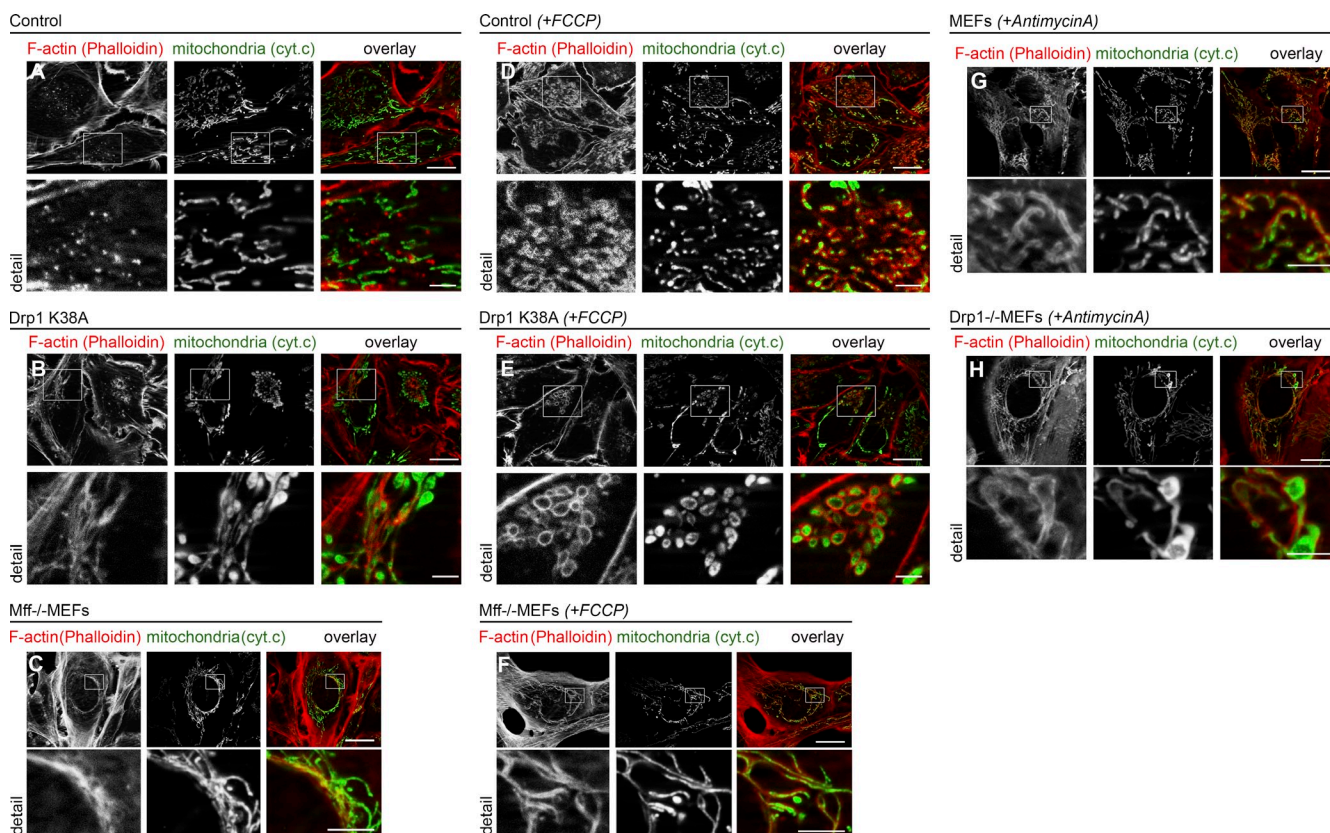 Control
F-actin (Phalloidin) mitochondria (cyt.c) overlay
A
detail
Control (+FCCP)
F-actin (Phalloidin) mitochondria (cyt.c) overlay
D
detail
MEFs (+AntimycinA)
F-actin (Phalloidin) mitochondria (cyt.c) overlay
G
detail
Drp1 K38A
F-actin (Phalloidin) mitochondria (cyt.c) overlay
B
detail
Drp1 K38A (+FCCP)
F-actin (Phalloidin) mitochondria (cyt.c) overlay
E
detail
Drp1-/-MEFs (+AntimycinA)
F-actin (Phalloidin) mitochondria (cyt.c) overlay
H
detail
Mff-/-MEFs
F-actin(Phalloidin) mitochondria(cyt.c) overlay
C
detail
Mff-/-MEFs (+FCCP)
F-actin (Phalloidin) mitochondria (cyt.c) overlay
F
detail